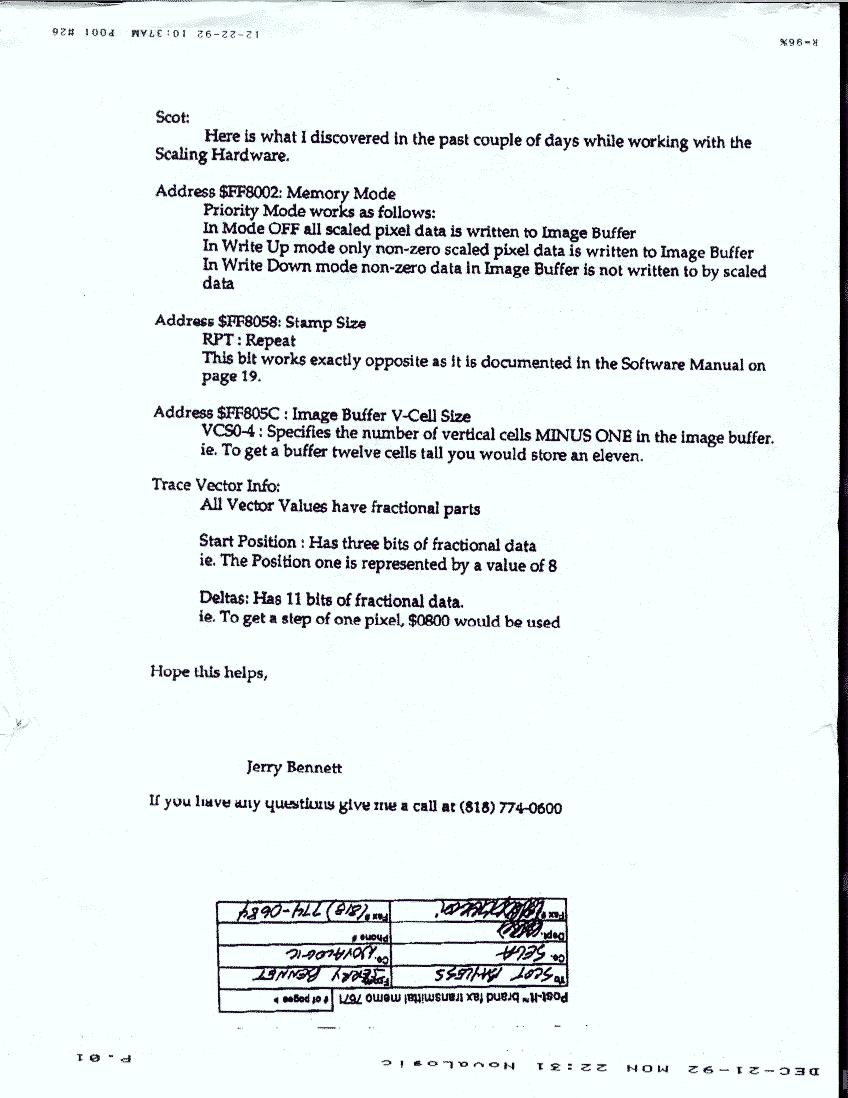 12-22-92 10:37AM P001 #26
R=96%
Scot:
Here is what I discovered in the past couple of days while working with the
Scaling Hardware.
Address $FF8002: Memory Mode
Priority Mode works as follows:
In Mode OFF all scaled pixel data is written to Image Buffer
In Write Up mode only non-zero scaled pixel data is written to Image Buffer
In Write Down mode non-zero data in Image Buffer is not written to by scaled
data
Address $FF8058: Stamp Size
RPT : Repeat
This bit works exactly opposite as it is documented in the Software Manual on
page 19.
Address $FF805C : Image Buffer V-Cell Size
VCS0-4 : Specifies the number of vertical cells MINUS ONE in the image buffer.
ie. To get a buffer twelve cells tall you would store an eleven.
Trace Vector Info:
All Vector Values have fractional parts
Start Position : Has three bits of fractional data
ie. The Position one is represented by a value of 8
Deltas: Has 11 bits of fractional data.
ie. To get a step of one pixel, $0800 would be used
Hope this helps,
Jerry Bennett
If you have any questions give me a call at (818) 774-0600
Post-it™ brand fax transmittal memo 7671 # of pages ▸
To SCOT BAYLESS From JERRY BENNET
Co. SEGA Co. NOVALOGIC
Dept. Phone #
Fax # Fax # (818) 774-0684
DEC-21-92 MON 22:31 NovaLogic P.01